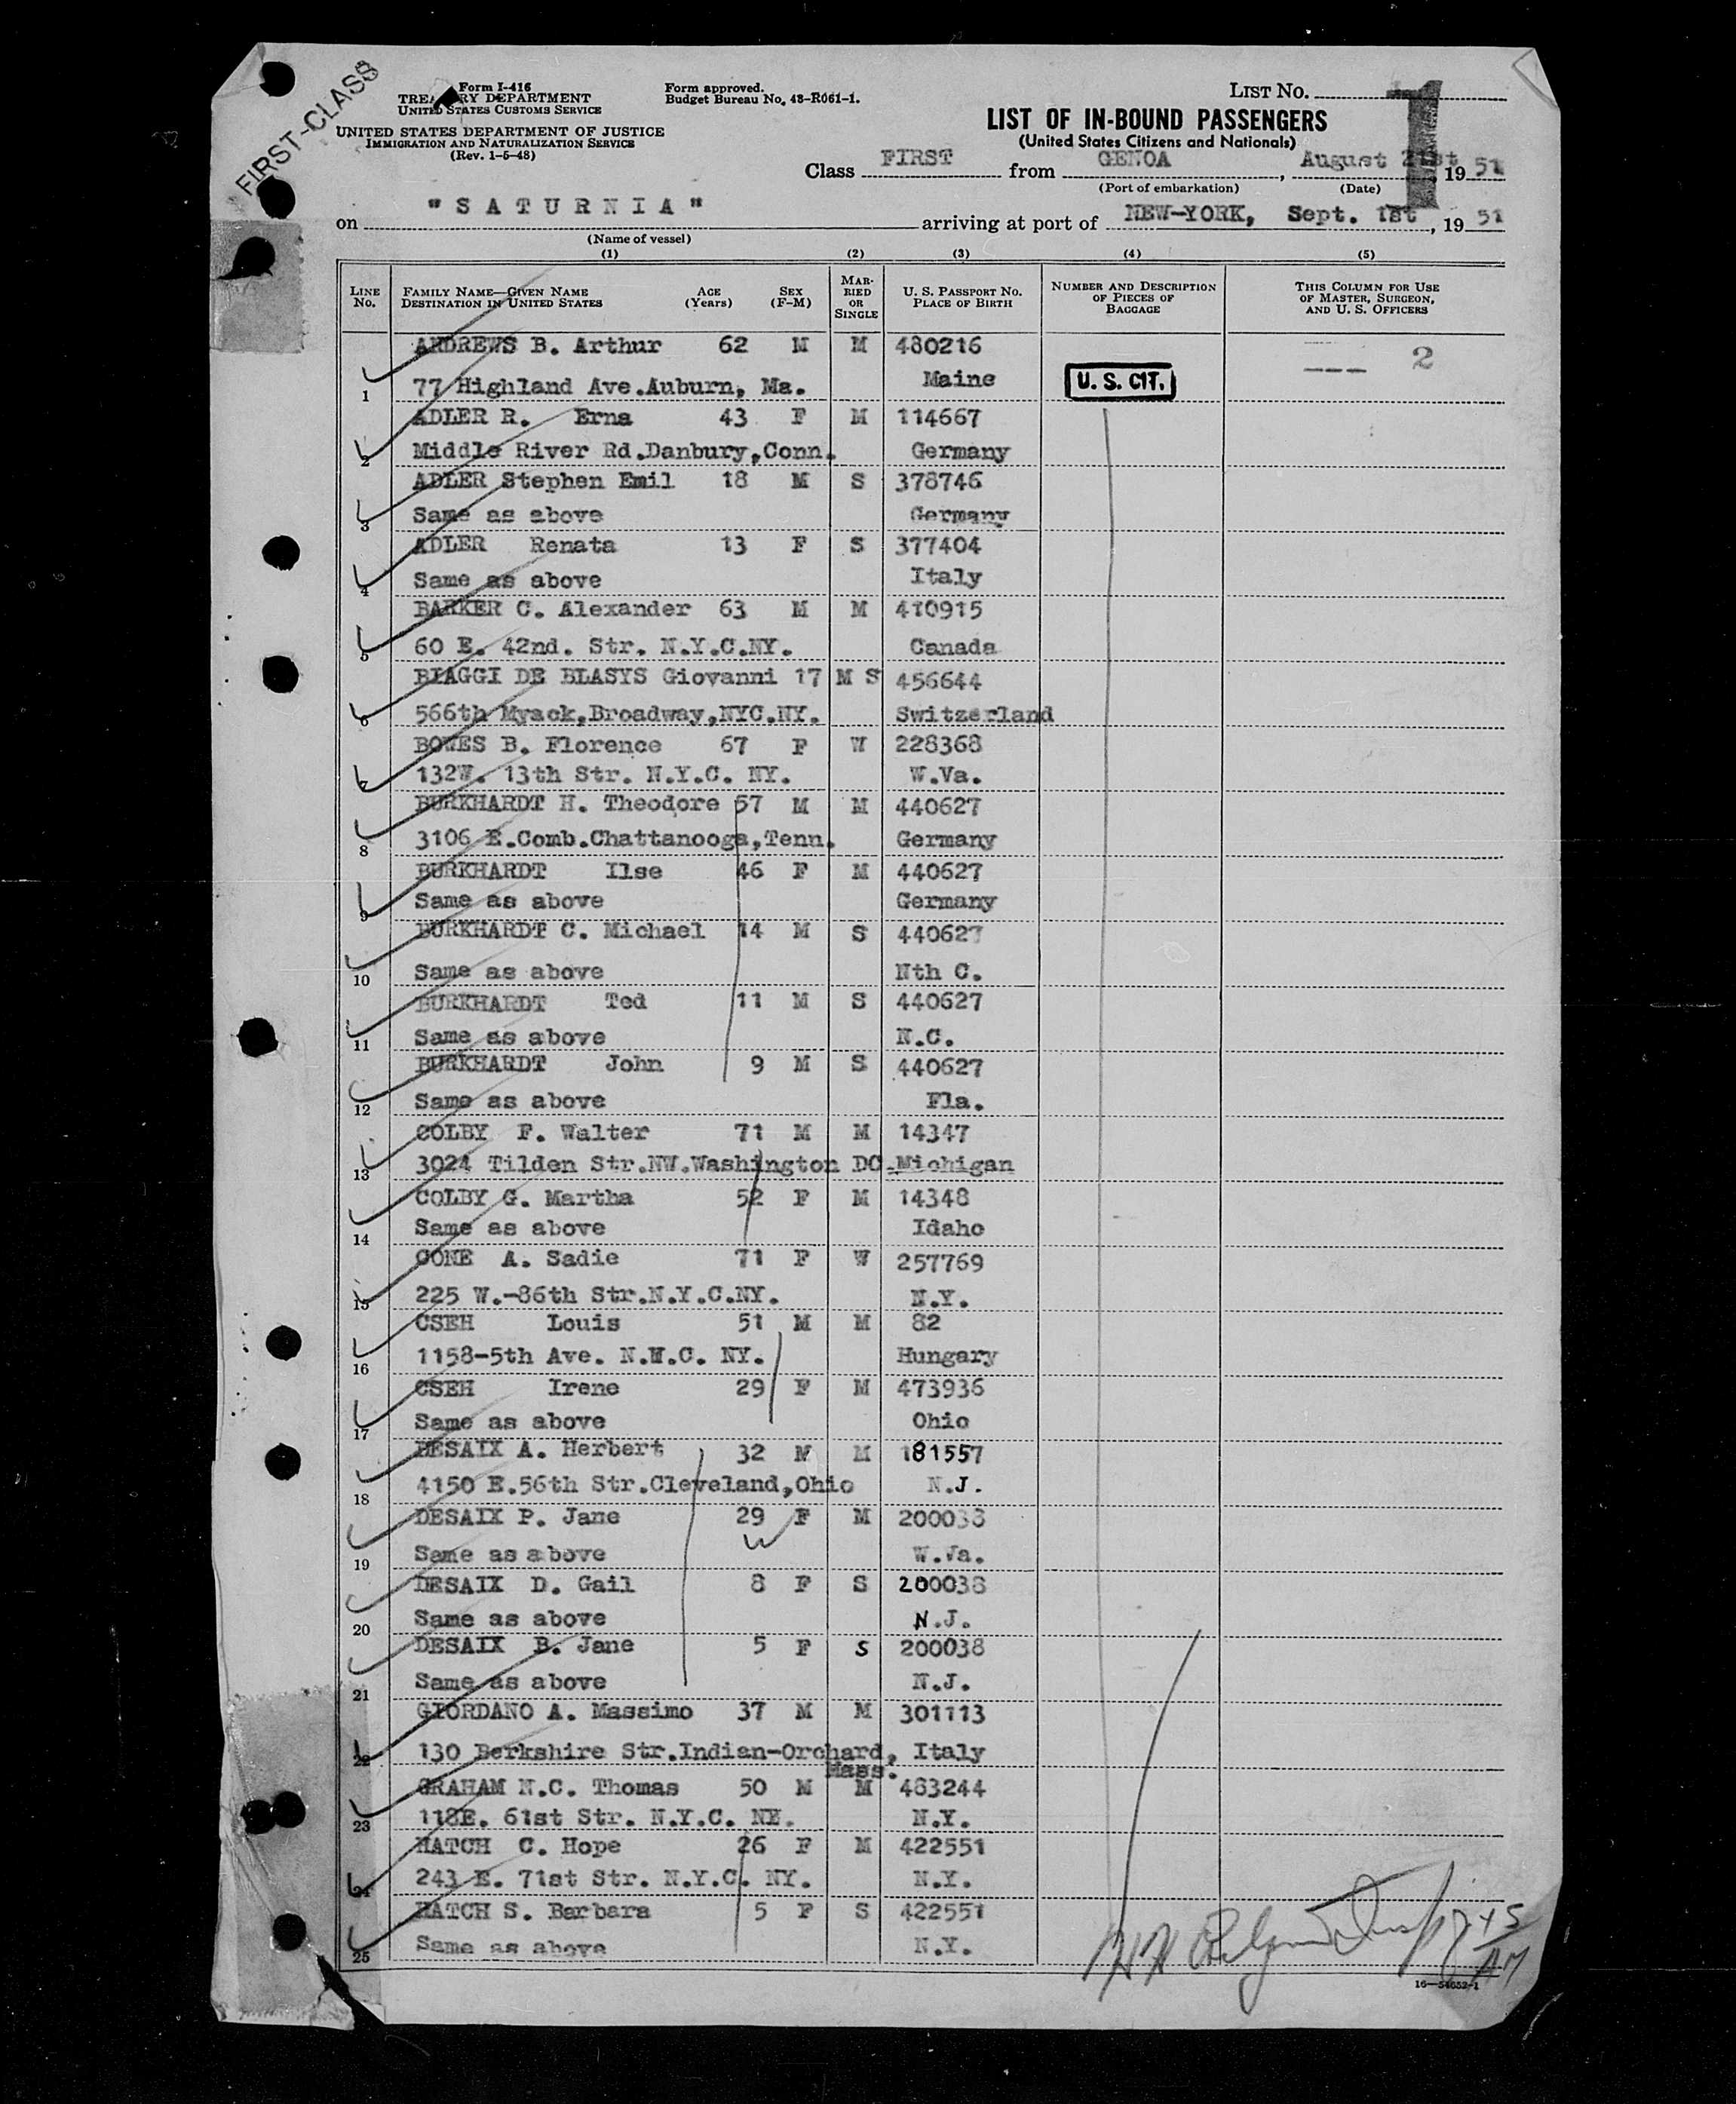 FIRST-CLASS
Form I-416
TREASURY DEPARTMENT
UNITED STATES CUSTOMS SERVICE
UNITED STATES DEPARTMENT OF JUSTICE
IMMIGRATION AND NATURALIZATION SERVICE
(Rev. 1-5-48)
Form approved.
Budget Bureau No. 43-R061-1.
LIST NO. 1
LIST OF IN-BOUND PASSENGERS
(United States Citizens and Nationals)
Class FIRST from GENOA, August 21st, 19 51
(Port of embarkation) (Date)
on "SATURNIA" arriving at port of NEW-YORK, Sept. 1st, 19 51
(Name of vessel)
(1) (2) (3) (4) (5)
LINE NO. FAMILY NAME—GIVEN NAME DESTINATION IN UNITED STATES AGE (Years) SEX (F-M) MARRIED OR SINGLE U. S. PASSPORT NO. PLACE OF BIRTH NUMBER AND DESCRIPTION OF PIECES OF BAGGAGE THIS COLUMN FOR USE OF MASTER, SURGEON, AND U. S. OFFICERS
ANDREWS B. Arthur 62 M M 480216 2
1 77 Highland Ave.Auburn, Ma. Maine U. S. CIT.
ADLER R. Erna 43 F M 114667
2 Middle River Rd.Danbury,Conn. Germany
ADLER Stephen Emil 18 M S 378746
3 Same as above Germany
ADLER Renata 13 F S 377404
4 Same as above Italy
BARKER C. Alexander 63 M M 410915
5 60 E. 42nd. Str. N.Y.C.NY. Canada
BIAGGI DE BLASYS Giovanni 17 M S 456644
6 566th Myack,Broadway,NYC.NY. Switzerland
BOWES B. Florence 67 F W 228368
7 132W. 13th Str. N.Y.C. NY. W.Va.
BURKHARDT H. Theodore 57 M M 440627
8 3106 E.Comb.Chattanooga,Tenn. Germany
BURKHARDT Ilse 46 F M 440627
9 Same as above Germany
BURKHARDT C. Michael 14 M S 440627
10 Same as above Nth C.
BURKHARDT Ted 11 M S 440627
11 Same as above N.C.
BURKHARDT John 9 M S 440627
12 Same as above Fla.
COLBY F. Walter 71 M M 14347
13 3024 Tilden Str.NW.Washington DC.Michigan
COLBY G. Martha 52 F M 14348
14 Same as above Idaho
CONE A. Sadie 71 F W 257769
15 225 W.-86th Str.N.Y.C.NY. N.Y.
CSEH Louis 51 M M 82
16 1158-5th Ave. N.W.C. NY. Hungary
CSEH Irene 29 F M 473936
17 Same as above Ohio
DESAIX A. Herbert 32 M M 181557
18 4150 E.56th Str.Cleveland,Ohio N.J.
DESAIX P. Jane 29 F M 200038
19 Same as above W.Va.
DESAIX D. Gail 8 F S 200038
20 Same as above N.J.
DESAIX B. Jane 5 F S 200038
21 Same as above N.J.
GIORDANO A. Massimo 37 M M 301113
22 130 Berkshire Str.Indian-Orchard, Italy
Mass.
GRAHAM N.C. Thomas 50 M M 483244
23 118E. 61st Str. N.Y.C. NE. N.Y.
HATCH C. Hope 26 F M 422551
24 243 E. 71st Str. N.Y.C. NY. N.Y.
HATCH S. Barbara 5 F S 422551
25 Same as above N.Y.
16—54652-1